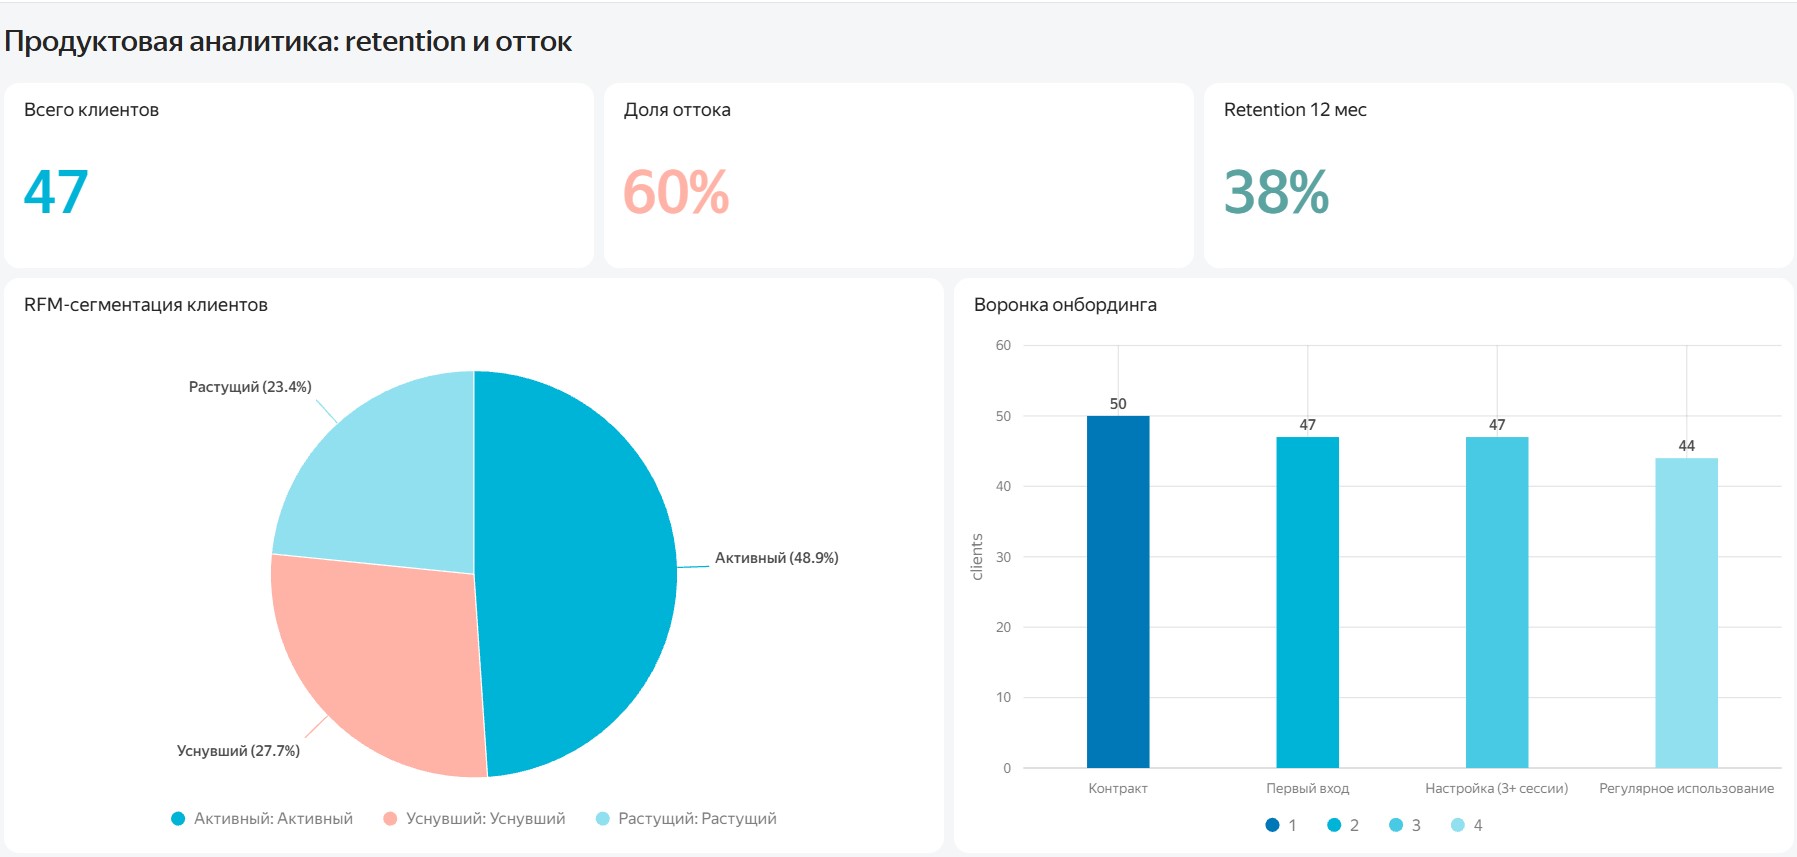 Продуктовая аналитика: retention и отток
Всего клиентов
47
Доля оттока
60%
Retention 12 мес
38%
RFM-сегментация клиентов
Растущий (23.4%)
Активный (48.9%)
Уснувший (27.7%)
Активный: Активный
Уснувший: Уснувший
Растущий: Растущий
Воронка онбординга
60
50
40
30
20
10
0
clients
50
47
47
44
Контракт
Первый вход
Настройка (3+ сессии)
Регулярное использование
1
2
3
4